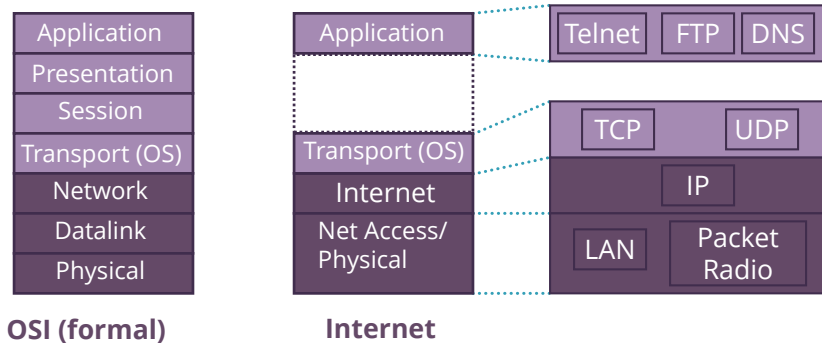 Application
Presentation
Session
Transport (OS)
Network
Datalink
Physical
OSI (formal)
Application
Transport (OS)
Internet
Net Access/
Physical
Internet
Telnet FTP DNS
TCP UDP
IP
LAN
Packet
Radio